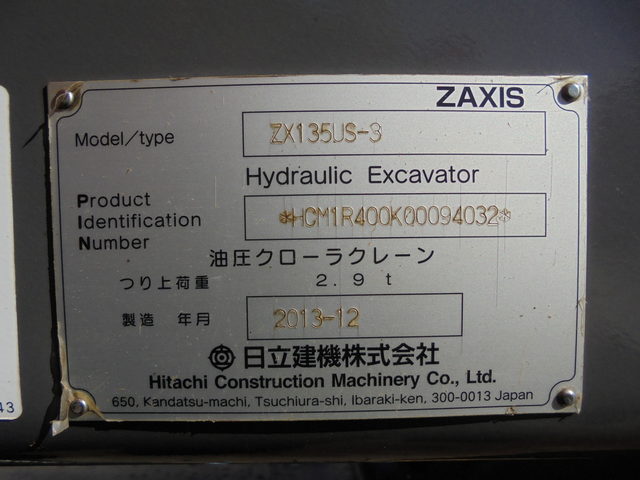 ZAXIS
Model/type ZX135US-3
Hydraulic Excavator
Product
Identification
Number
*HCM1R400K00094032*
油圧クローラクレーン
つり上荷重 2.9 t
製造 年月 2013-12
日立建機株式会社
Hitachi Construction Machinery Co., Ltd.
650, Kandatsu-machi, Tsuchiura-shi, Ibaraki-ken, 300-0013 Japan
43